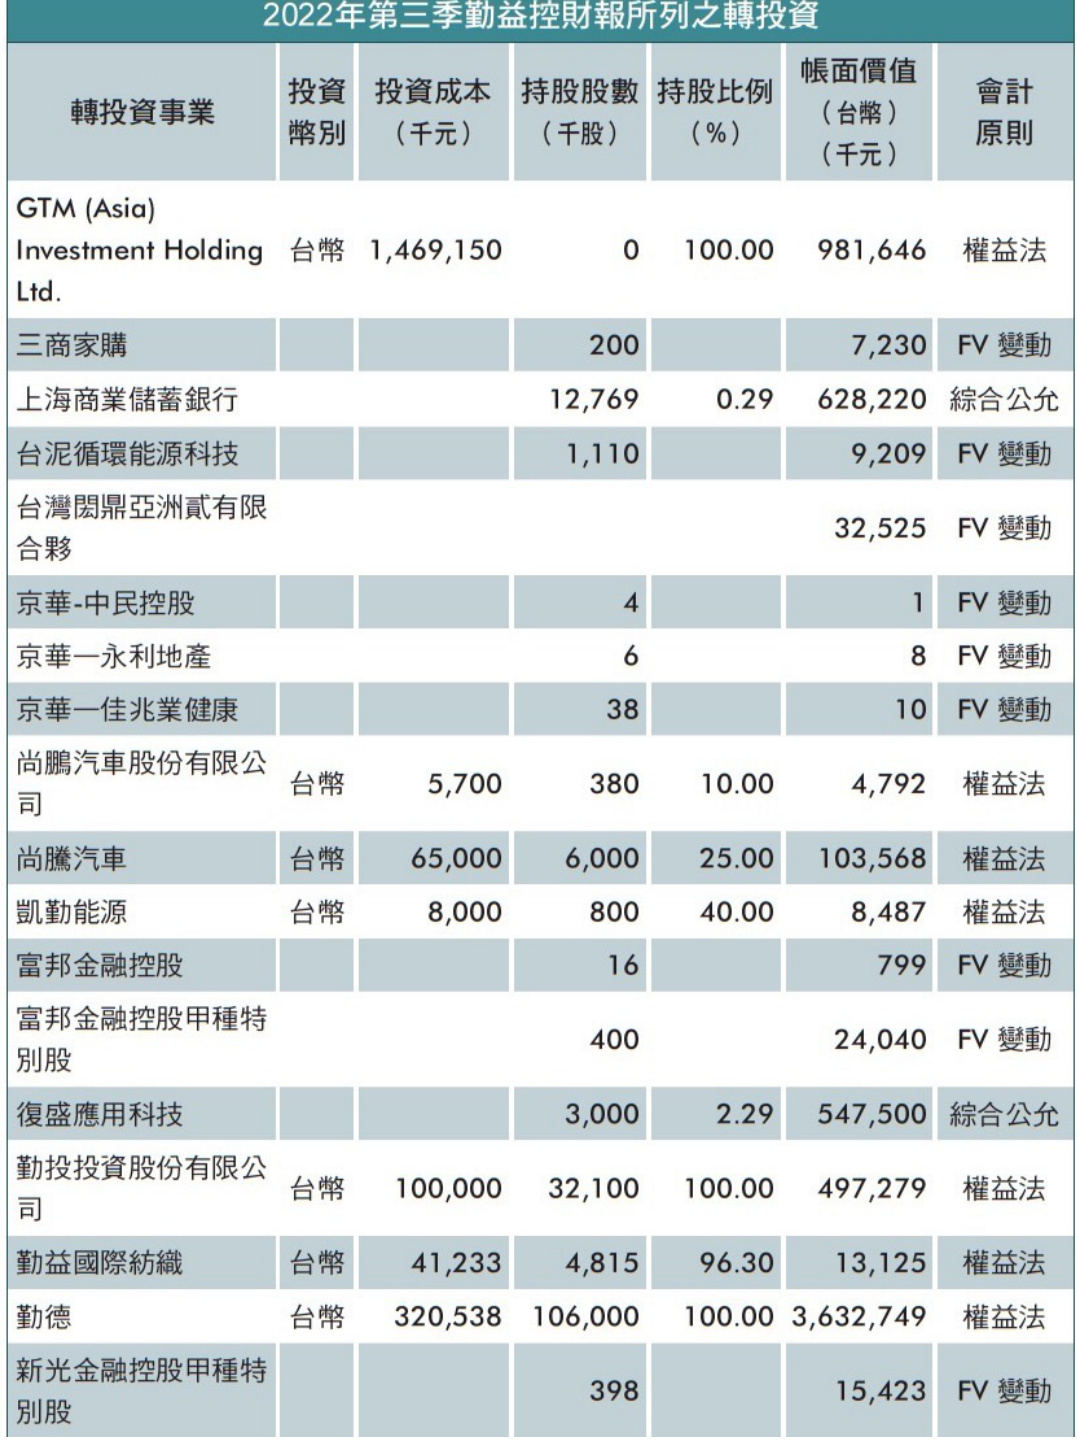 2022年第三季勤益控財報所列之轉投資
轉投資事業 投資幣別 投資成本（千元） 持股股數（千股） 持股比例（%） 帳面價值（台幣）（千元） 會計原則
GTM (Asia)
Investment Holding 台幣 1,469,150 0 100.00 981,646 權益法
Ltd.
三商家購 200 7,230 FV 變動
上海商業儲蓄銀行 12,769 0.29 628,220 綜合公允
台泥循環能源科技 1,110 9,209 FV 變動
台灣閎鼎亞洲貳有限
合夥 32,525 FV 變動
京華-中民控股 4 1 FV 變動
京華一永利地產 6 8 FV 變動
京華一佳兆業健康 38 10 FV 變動
尚鵬汽車股份有限公
司 台幣 5,700 380 10.00 4,792 權益法
尚騰汽車 台幣 65,000 6,000 25.00 103,568 權益法
凱勤能源 台幣 8,000 800 40.00 8,487 權益法
富邦金融控股 16 799 FV 變動
富邦金融控股甲種特
別股 400 24,040 FV 變動
復盛應用科技 3,000 2.29 547,500 綜合公允
勤投投資股份有限公
司 台幣 100,000 32,100 100.00 497,279 權益法
勤益國際紡織 台幣 41,233 4,815 96.30 13,125 權益法
勤德 台幣 320,538 106,000 100.00 3,632,749 權益法
新光金融控股甲種特
別股 398 15,423 FV 變動